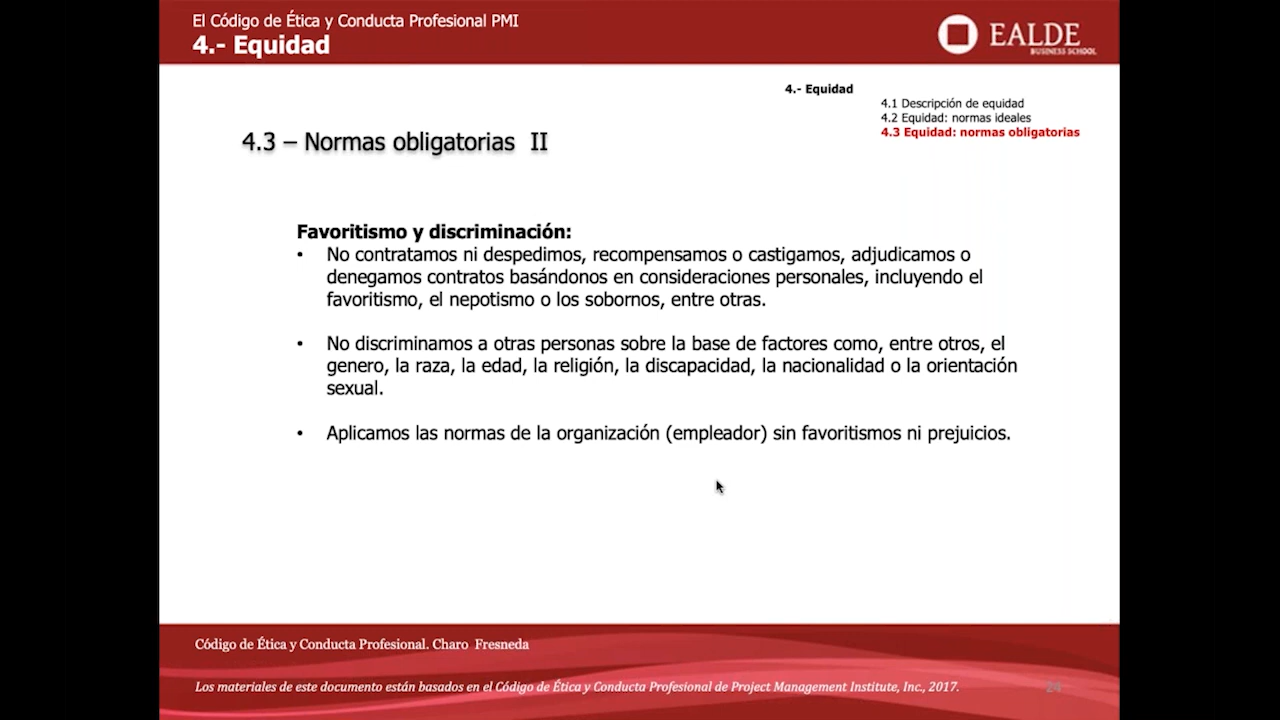 El Código de Ética y Conducta Profesional PMI
4.- Equidad
EALDE
BUSINESS SCHOOL
4.- Equidad
4.1 Descripción de equidad
4.2 Equidad: normas ideales
4.3 Equidad: normas obligatorias
4.3 – Normas obligatorias II
Favoritismo y discriminación:
• No contratamos ni despedimos, recompensamos o castigamos, adjudicamos o
denegamos contratos basándonos en consideraciones personales, incluyendo el
favoritismo, el nepotismo o los sobornos, entre otras.
• No discriminamos a otras personas sobre la base de factores como, entre otros, el
genero, la raza, la edad, la religión, la discapacidad, la nacionalidad o la orientación
sexual.
• Aplicamos las normas de la organización (empleador) sin favoritismos ni prejuicios.
Código de Ética y Conducta Profesional. Charo Fresneda
Los materiales de este documento están basados en el Código de Ética y Conducta Profesional de Project Management Institute, Inc., 2017.
24